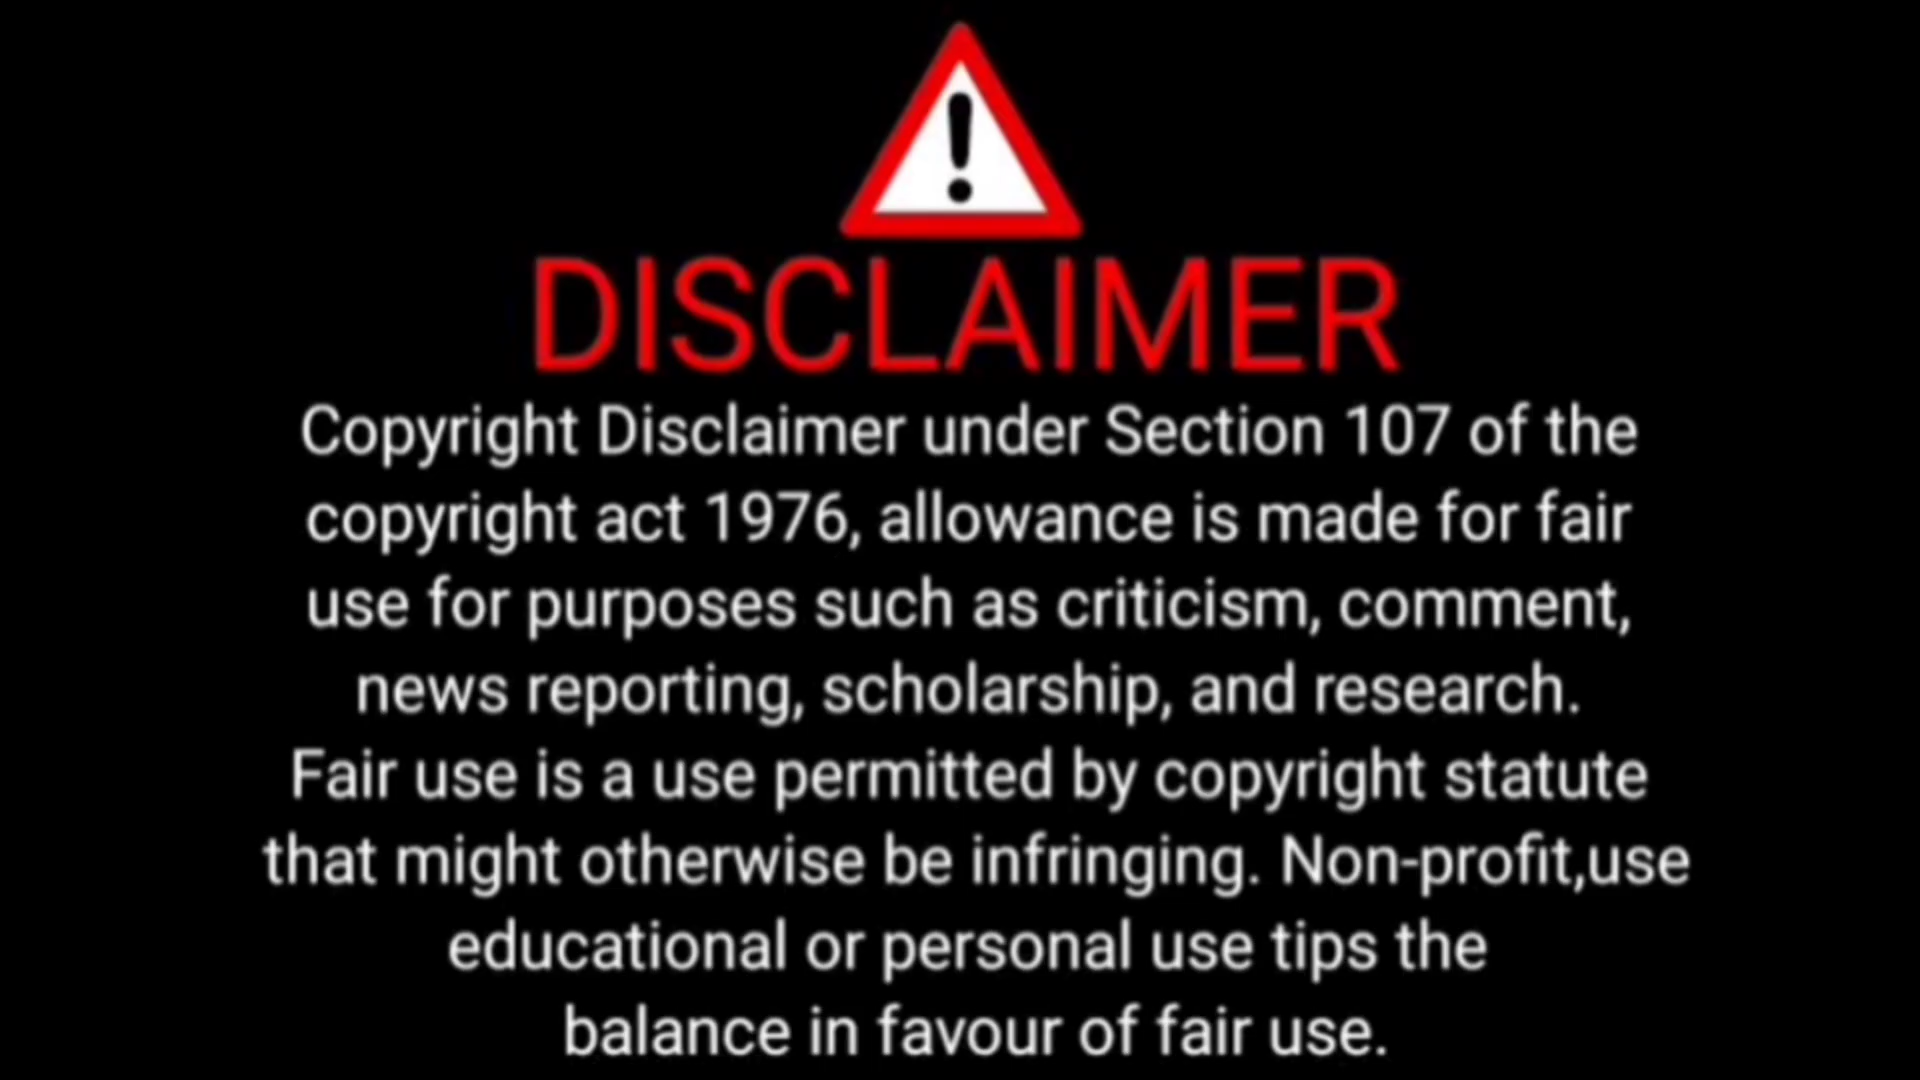 DISCLAIMER
Copyright Disclaimer under Section 107 of the
copyright act 1976, allowance is made for fair
use for purposes such as criticism, comment,
news reporting, scholarship, and research.
Fair use is a use permitted by copyright statute
that might otherwise be infringing. Non-profit,use
educational or personal use tips the
balance in favour of fair use.